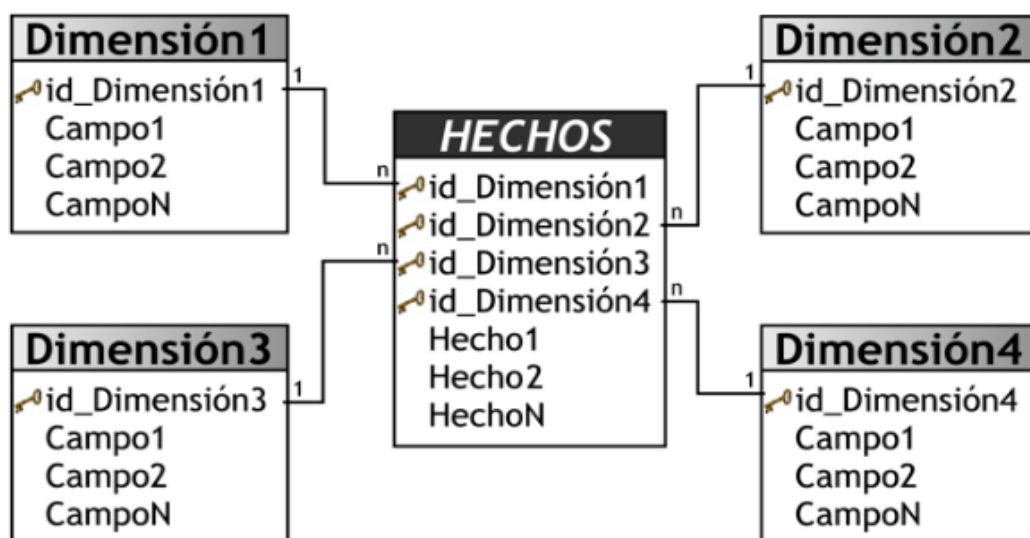 Dimensión1
id_Dimensión1
Campo1
Campo2
CampoN
1
n
HECHOS
id_Dimensión1
id_Dimensión2
id_Dimensión3
id_Dimensión4
Hecho1
Hecho2
HechoN
Dimensión2
id_Dimensión2
Campo1
Campo2
CampoN
1
n
Dimensión3
id_Dimensión3
Campo1
Campo2
CampoN
1
n
Dimensión4
id_Dimensión4
Campo1
Campo2
CampoN
1
n